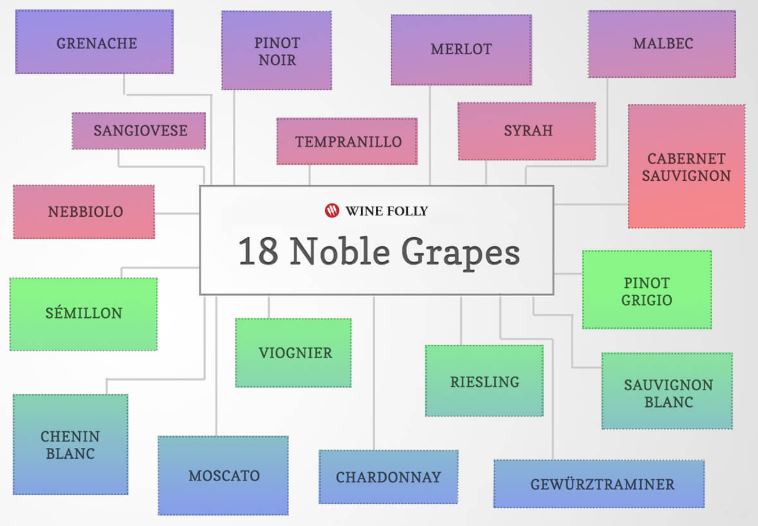 GRENACHE
PINOT
NOIR
MERLOT
MALBEC
SANGIOVESE
TEMPRANILLO
SYRAH
CABERNET
SAUVIGNON
NEBBIOLO
WINE FOLLY
18 Noble Grapes
SÉMILLON
PINOT
GRIGIO
VIOGNIER
RIESLING
SAUVIGNON
BLANC
CHENIN
BLANC
MOSCATO
CHARDONNAY
GEWÜRZTRAMINER